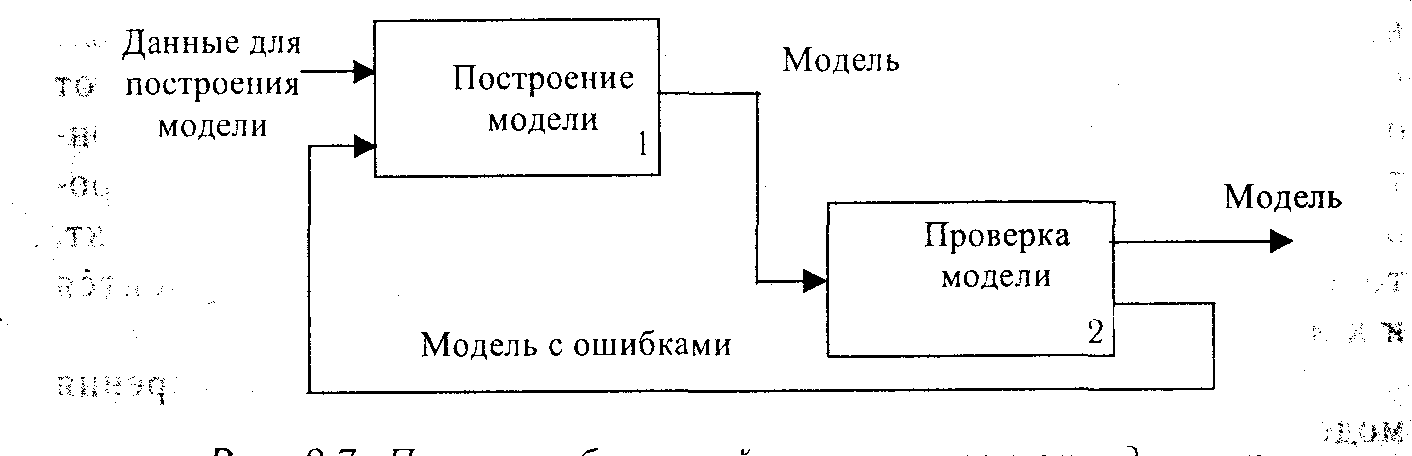 Данные для
построения
модели
Построение
модели
1
Модель
Проверка
модели
2
Модель
Модель с ошибками